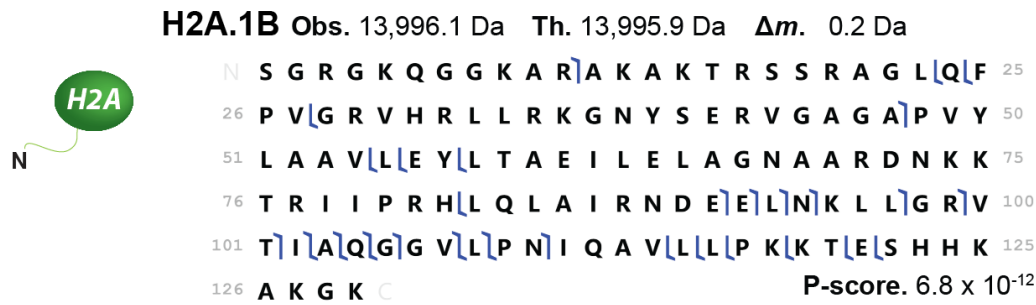 H2A.1B Obs. 13,996.1 Da Th. 13,995.9 Da Δm. 0.2 Da
H2A
N
N S G R G K Q G G K A R A K A K T R S S R A G L Q F 25
26 P V G R V H R L L R K G N Y S E R V G A G A P V Y 50
51 L A A V L E Y L T A E I L E L A G N A A R D N K K 75
76 T R I I P R H L Q L A I R N D E E L N K L L G R V 100
101 T I A Q G G V L P N I Q A V L L P K K T E S H H K 125
126 A K G K C
P-score. 6.8 x 10-12